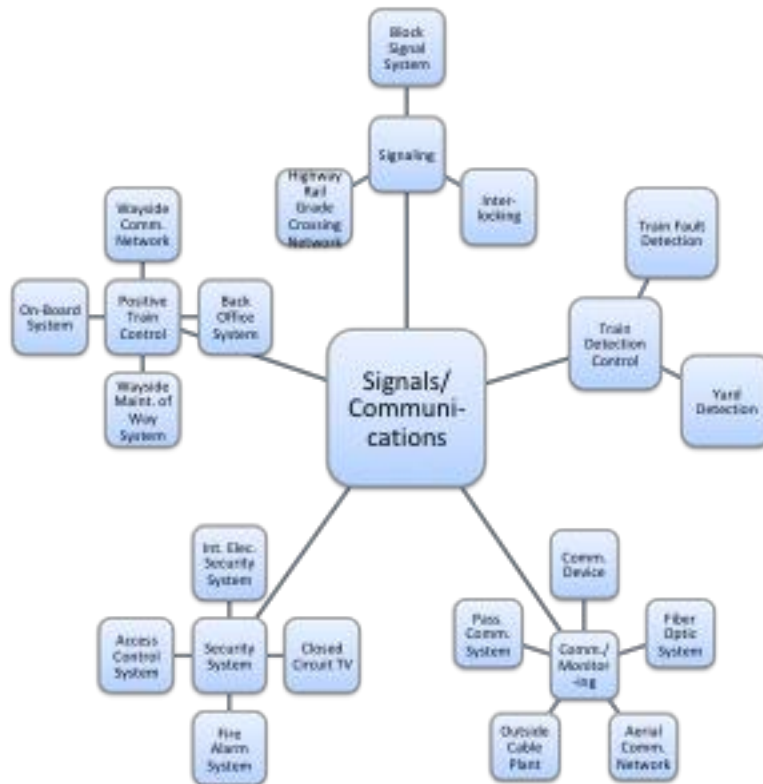 Block
Signal
System
Signaling
Highway
Rail
Grade
Crossing
Network
Inter-
locking
Train Fault
Detection
Train
Detection
Control
Yard
Detection
Wayside
Comm.
Network
On-Board
System
Positive
Train
Control
Back
Office
System
Wayside
Maint. of
Way
System
Signals/
Communi-
cations
Int. Elec.
Security
System
Access
Control
System
Security
System
Closed
Circuit TV
Fire
Alarm
System
Comm.
Device
Pass.
Comm.
System
Comm./
Monitor
-ing
Fiber
Optic
System
Outside
Cable
Plant
Aerial
Comm.
Network